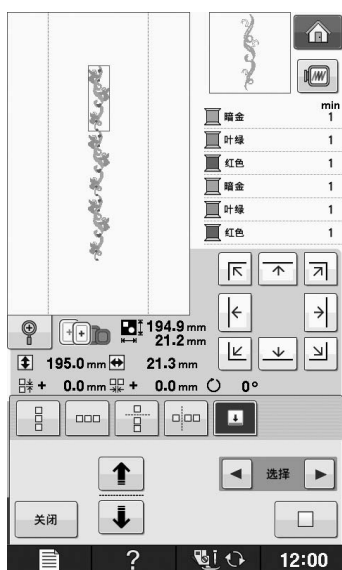 min
暗金 1
叶绿 1
红色 1
暗金 1
叶绿 1
红色 1
194.9 mm
21.2 mm
195.0 mm 21.3 mm
+ 0.0 mm + 0.0 mm 0°
选择
关闭
? 12:00